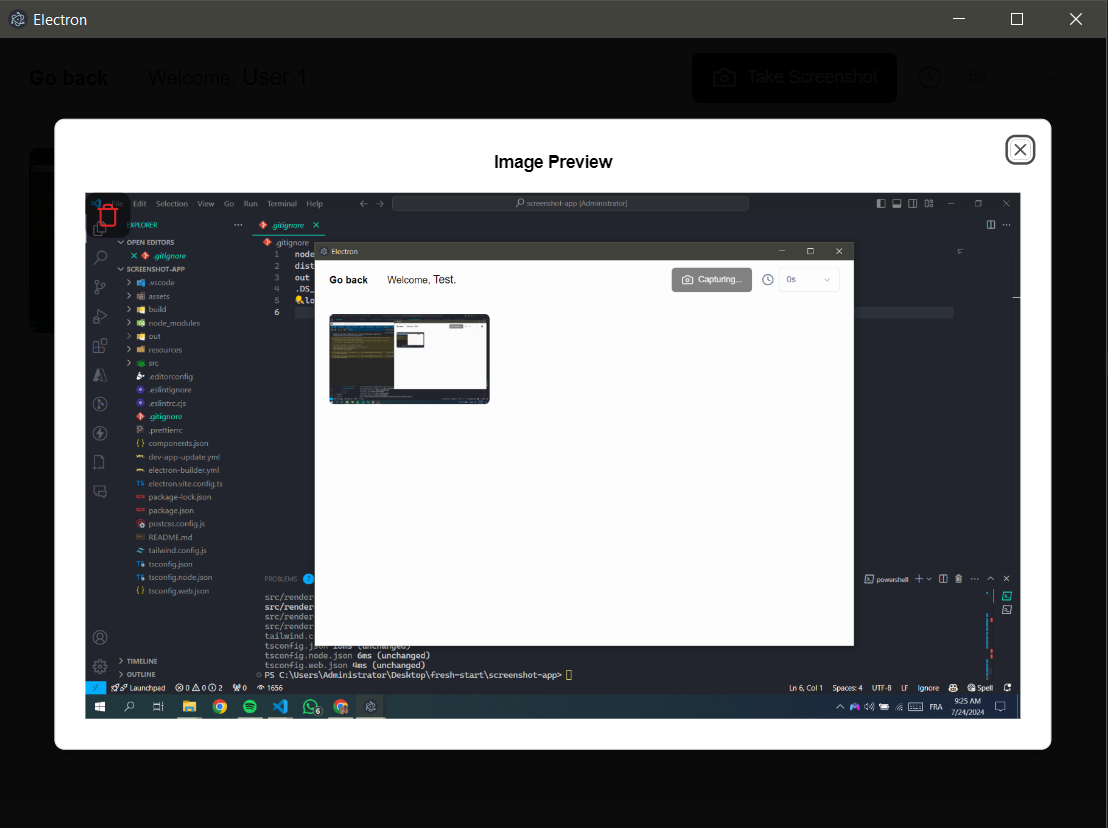 Electron
Go back Welcome, User 1. Take Screenshot 5s
Image Preview
File Edit Selection View Go Run Terminal Help screenshot-app [Administrator]
EXPLORER ··· .gitignore
OPEN EDITORS .gitignore
.gitignore
SCREENSHOT-APP
.vscode
assets
build
node_modules
out
resources
src
.editorconfig
.eslintignore
.eslintrc.cjs
.gitignore
.prettierrc
components.json
dev-app-update.yml
electron-builder.yml
electron.vite.config.ts
package-lock.json
package.json
postcss.config.js
README.md
tailwind.config.js
tsconfig.json
tsconfig.node.json
tsconfig.web.json
TIMELINE
OUTLINE
1 node
2 dist
3 out
4 .DS_
5 lo
6
Electron
Go back Welcome, Test. Capturing... 0s
PROBLEMS powershell
src/render
src/render
src/render
src/render
tailwind.c
tsconfig.json 10ms (unchanged)
tsconfig.node.json 6ms (unchanged)
tsconfig.web.json 4ms (unchanged)
PS C:\Users\Administrator\Desktop\fresh-start\screenshot-app>
Launchpad 0 0 2 0 1656 Ln 6, Col 1 Spaces: 4 UTF-8 LF Ignore Spell
6 FRA 9:25 AM
7/24/2024